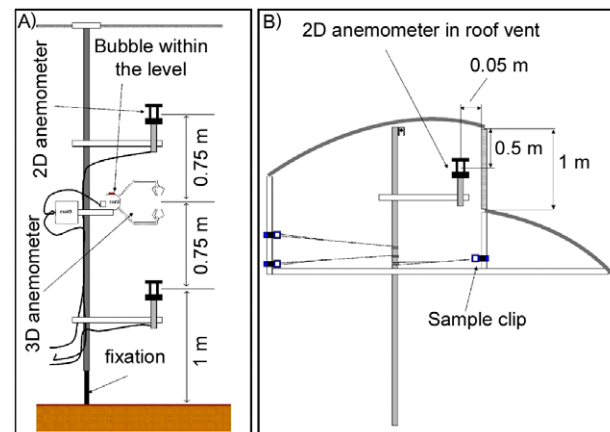 A)
Bubble within
the level
2D anemometer
0.75 m
0.75 m
3D anemometer
1 m
fixation
B)
2D anemometer in roof vent
0.05 m
0.5 m
1 m
Sample clip